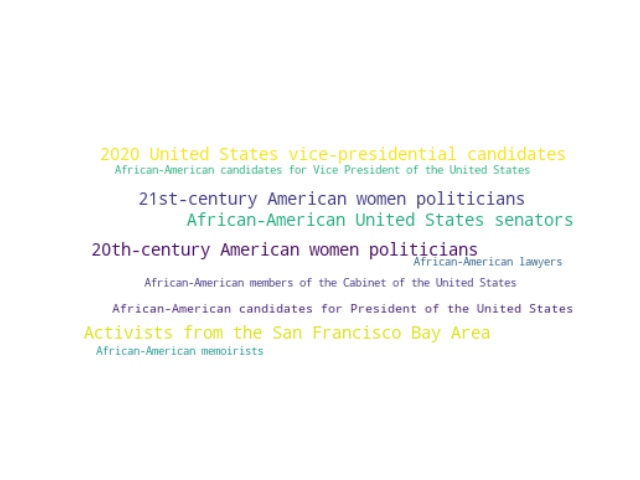 2020 United States vice-presidential candidates
African-American candidates for Vice President of the United States
21st-century American women politicians
African-American United States senators
20th-century American women politicians
African-American lawyers
African-American members of the Cabinet of the United States
African-American candidates for President of the United States
Activists from the San Francisco Bay Area
African-American memoirists